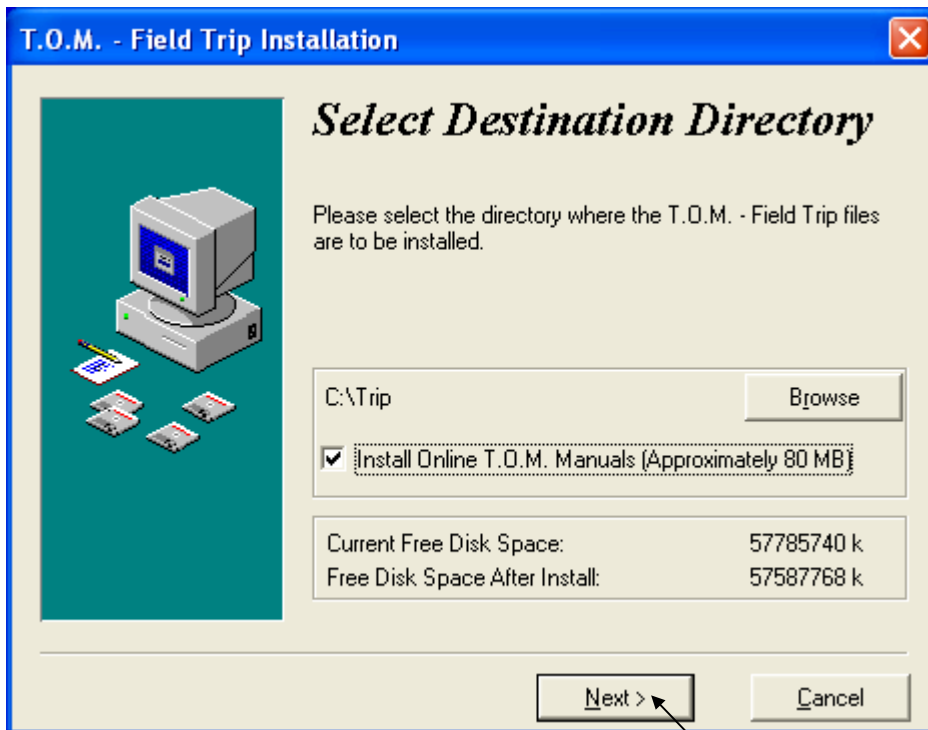 T.O.M. - Field Trip Installation
Select Destination Directory
Please select the directory where the T.O.M. - Field Trip files
are to be installed.
C:\Trip
Browse
Install Online T.O.M. Manuals (Approximately 80 MB)
Current Free Disk Space: 57785740 k
Free Disk Space After Install: 57587768 k
Next >
Cancel